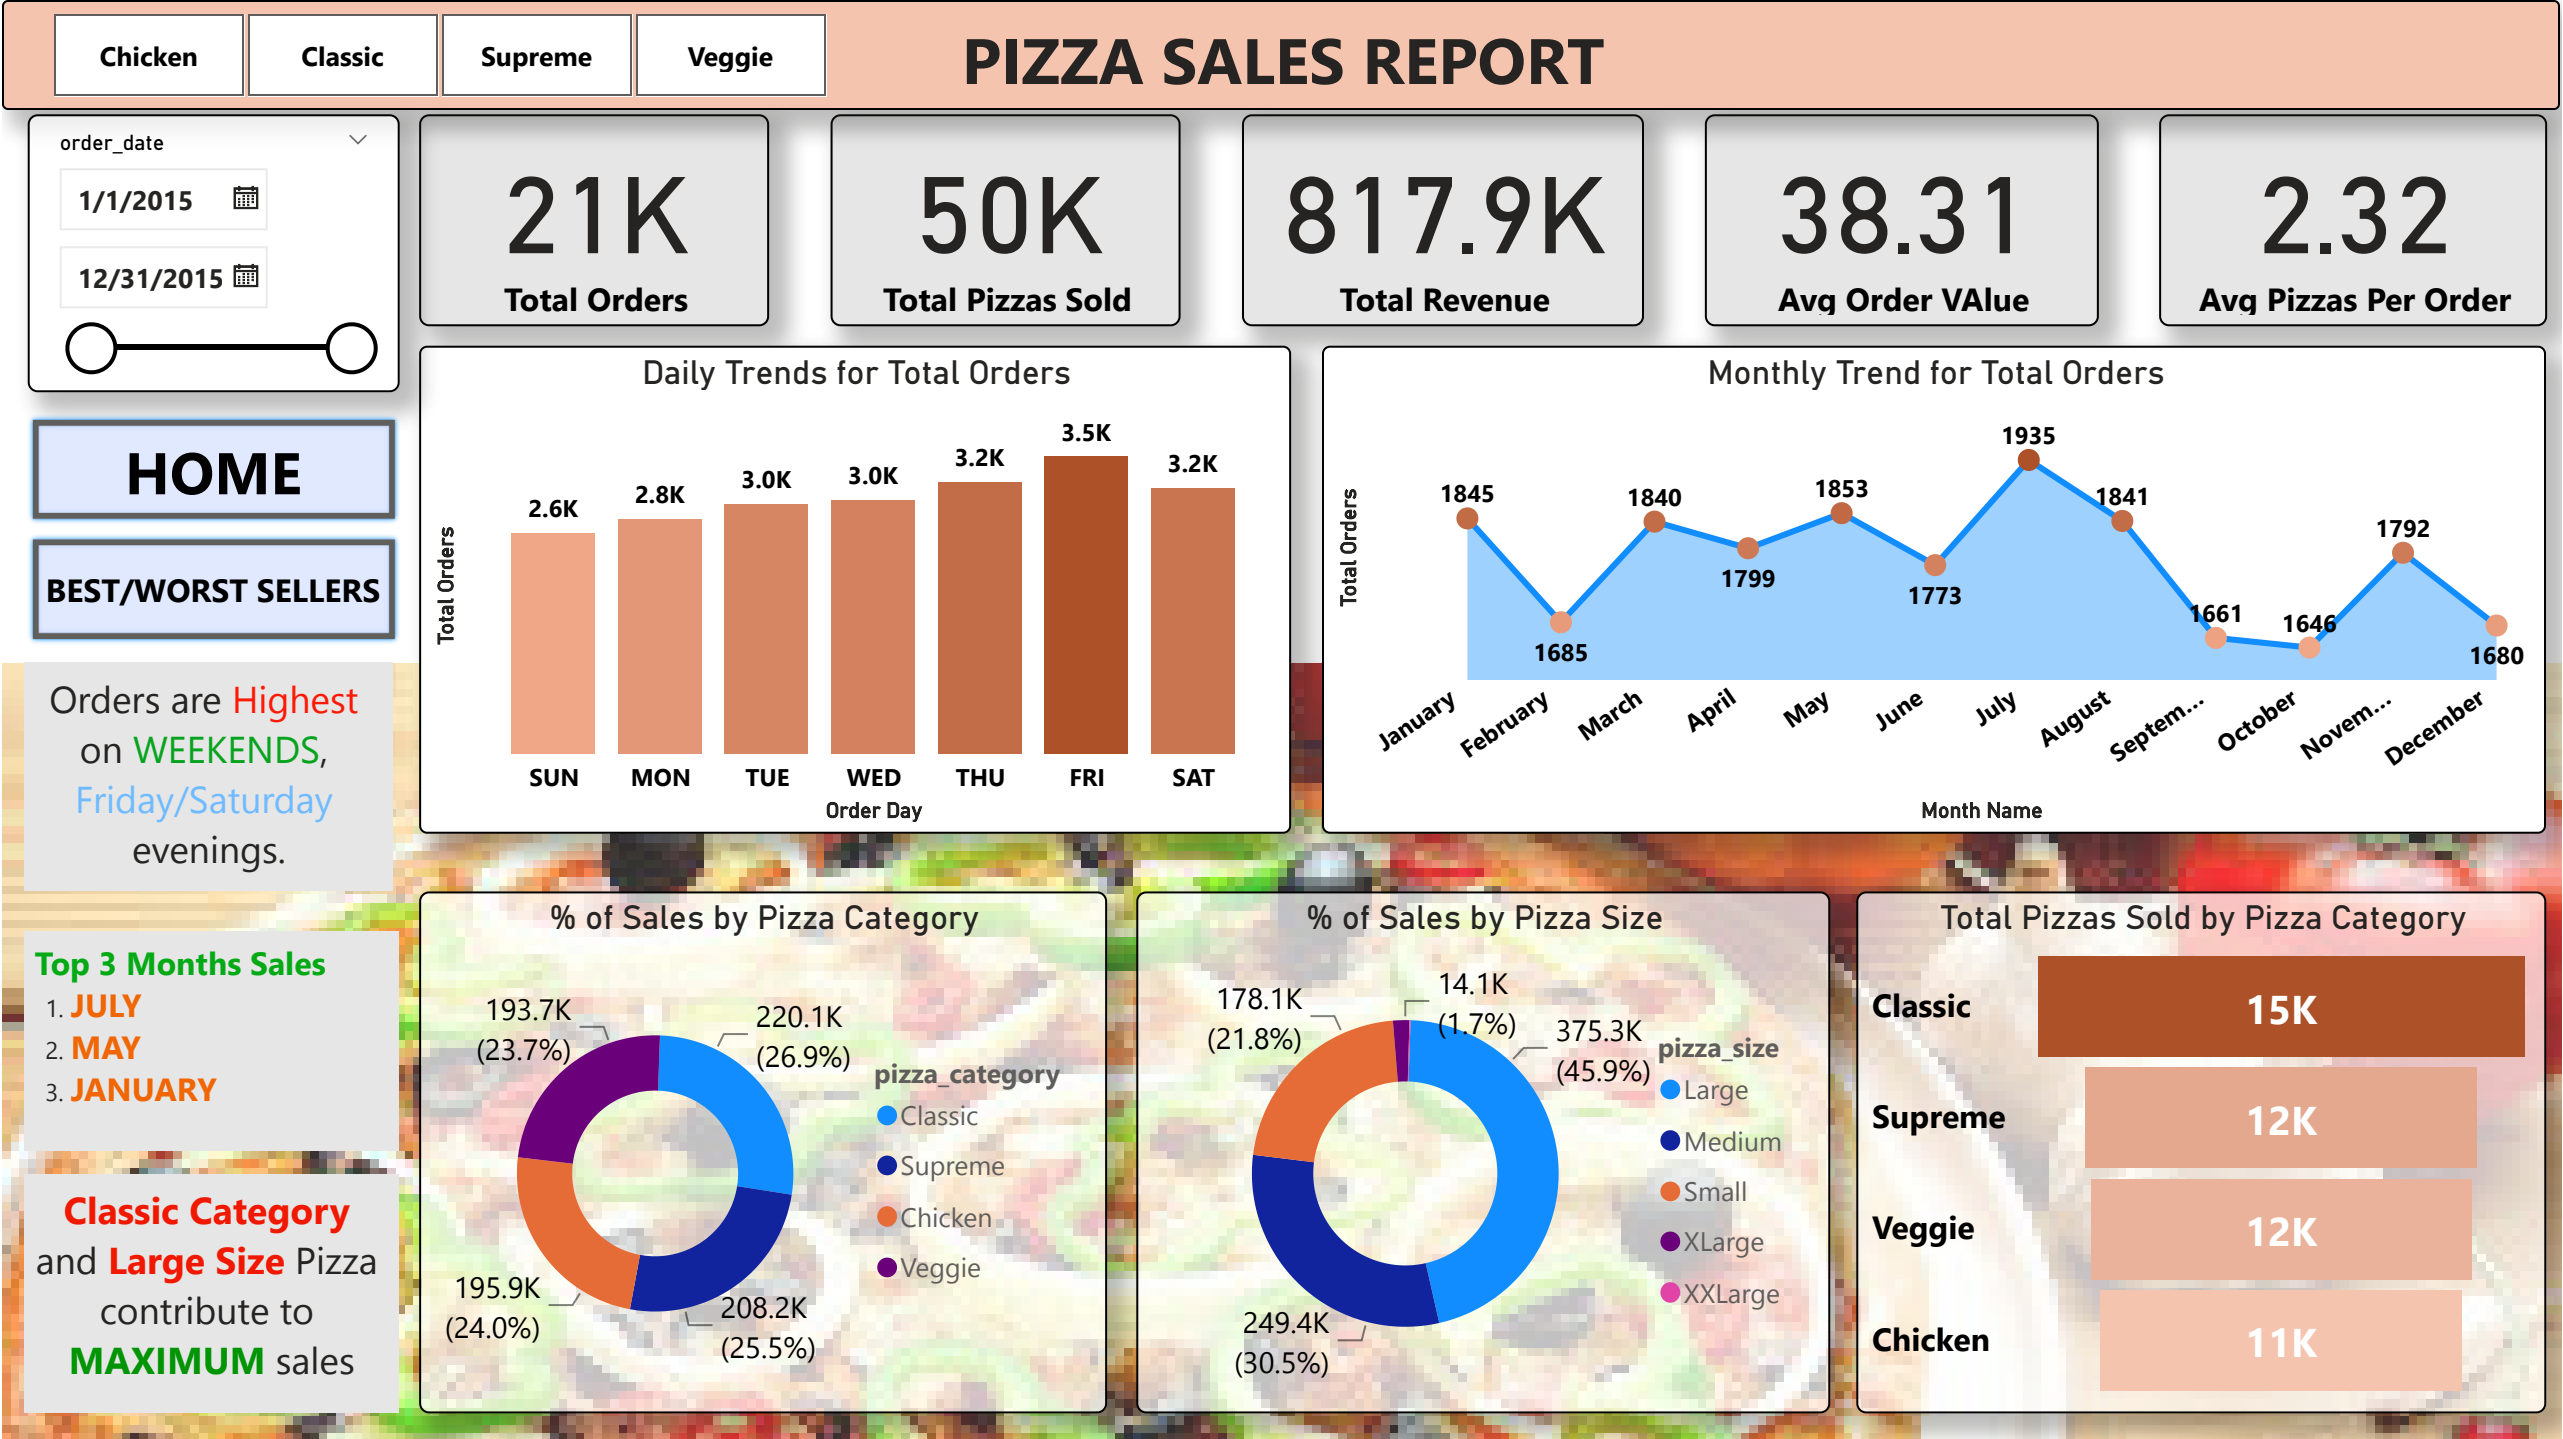 Chicken
Classic
Supreme
Veggie
PIZZA SALES REPORT
order_date
1/1/2015
12/31/2015
21K
Total Orders
50K
Total Pizzas Sold
817.9K
Total Revenue
38.31
Avg Order VAlue
2.32
Avg Pizzas Per Order
HOME
BEST/WORST SELLERS
Orders are Highest
on WEEKENDS,
Friday/Saturday
evenings.
Top 3 Months Sales
1. JULY
2. MAY
3. JANUARY
Classic Category
and Large Size Pizza
contribute to
MAXIMUM sales
Daily Trends for Total Orders
Total Orders
2.6K
2.8K
3.0K
3.0K
3.2K
3.5K
3.2K
SUN
MON
TUE
WED
THU
FRI
SAT
Order Day
Monthly Trend for Total Orders
Total Orders
1845
1685
1840
1799
1853
1773
1935
1841
1661
1646
1792
1680
January
February
March
April
May
June
July
August
Septem...
October
Novem...
December
Month Name
% of Sales by Pizza Category
193.7K
(23.7%)
220.1K
(26.9%)
195.9K
(24.0%)
208.2K
(25.5%)
pizza_category
Classic
Supreme
Chicken
Veggie
% of Sales by Pizza Size
178.1K
(21.8%)
14.1K
(1.7%)
375.3K
(45.9%)
249.4K
(30.5%)
pizza_size
Large
Medium
Small
XLarge
XXLarge
Total Pizzas Sold by Pizza Category
Classic
15K
Supreme
12K
Veggie
12K
Chicken
11K